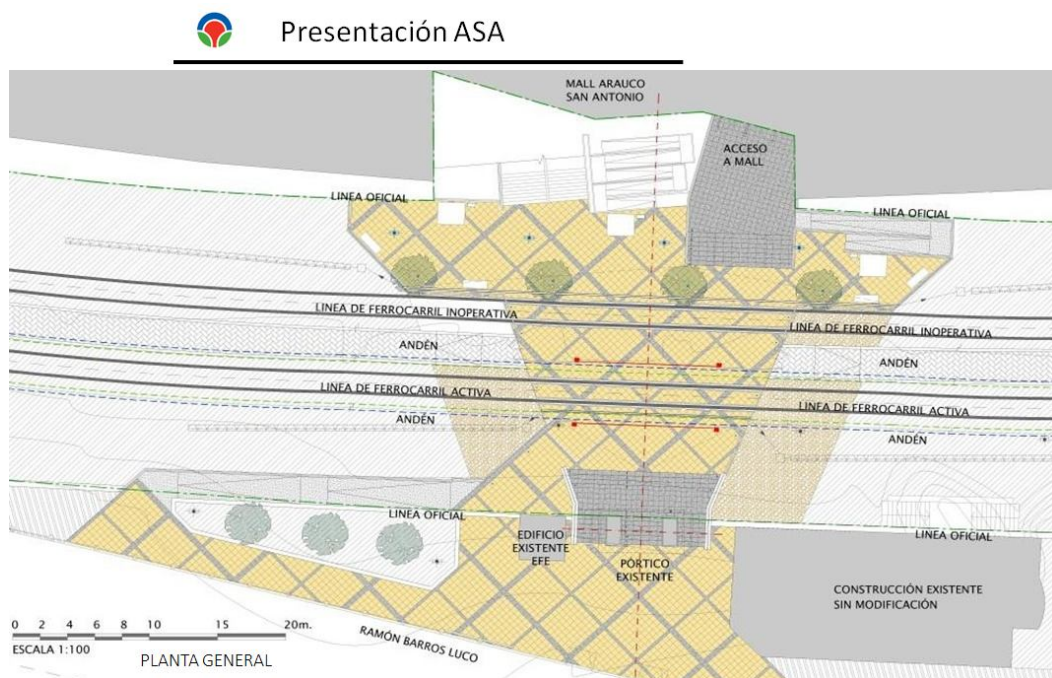 Presentación ASA
MALL ARAUCO
SAN ANTONIO
ACCESO
A MALL
LINEA OFICIAL
LINEA OFICIAL
LINEA DE FERROCARRIL INOPERATIVA
LINEA DE FERROCARRIL INOPERATIVA
ANDÉN
ANDÉN
LINEA DE FERROCARRIL ACTIVA
LINEA DE FERROCARRIL ACTIVA
ANDÉN
ANDÉN
LINEA OFICIAL
EDIFICIO
EXISTENTE
EFE
PÓRTICO
EXISTENTE
LINEA OFICIAL
CONSTRUCCIÓN EXISTENTE
SIN MODIFICACIÓN
0 2 4 6 8 10 15 20m.
ESCALA 1:100
PLANTA GENERAL
RAMÓN BARROS LUCO